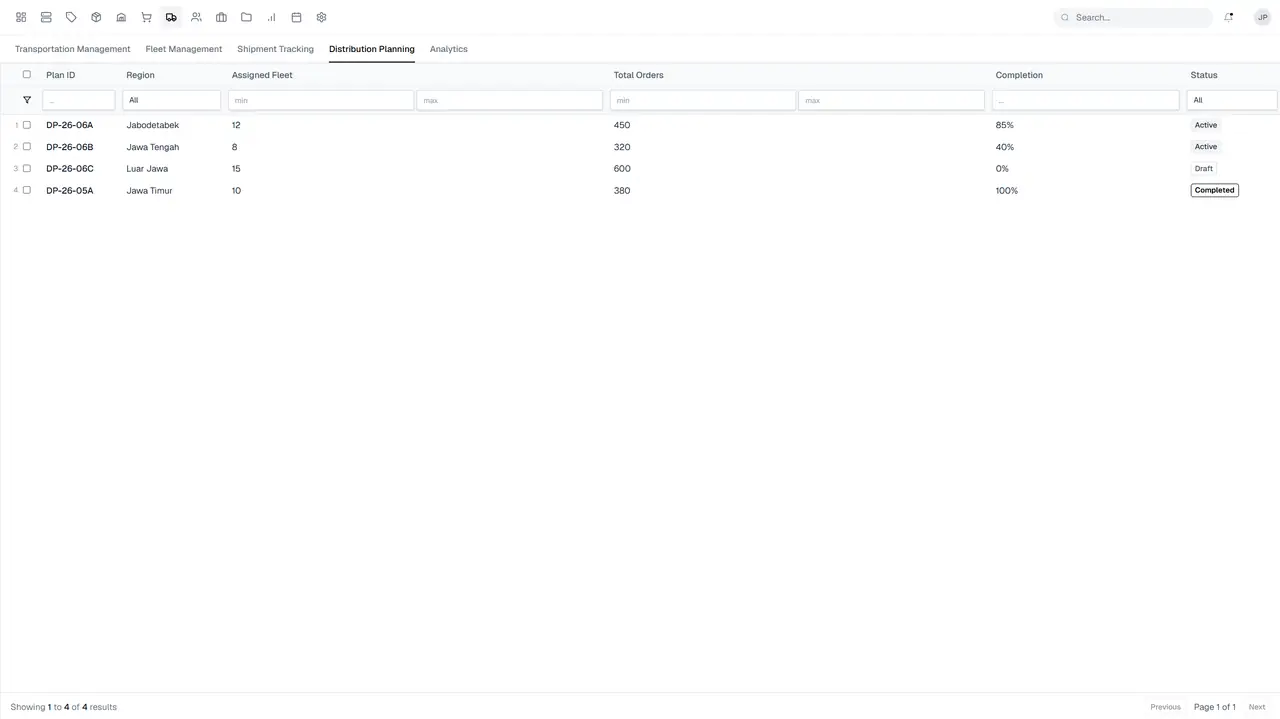 Search...
JP
Transportation Management Fleet Management Shipment Tracking Distribution Planning Analytics
Plan ID Region Assigned Fleet Total Orders Completion Status
... All min max min max ... All
1 DP-26-06A Jabodetabek 12 450 85% Active
2 DP-26-06B Jawa Tengah 8 320 40% Active
3 DP-26-06C Luar Jawa 15 600 0% Draft
4 DP-26-05A Jawa Timur 10 380 100% Completed
Showing 1 to 4 of 4 results Previous Page 1 of 1 Next